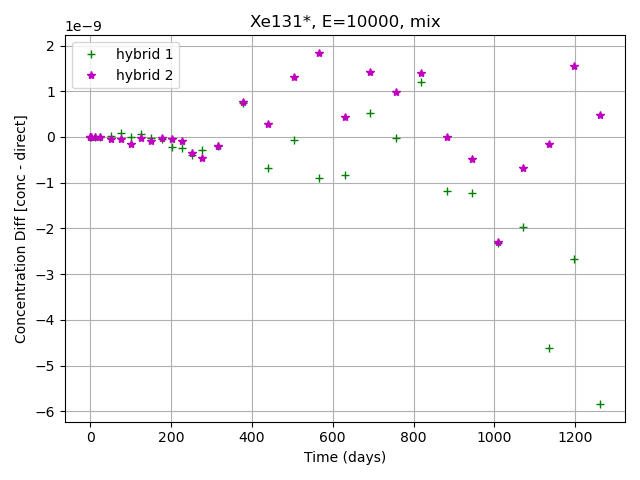 Xe131*, E=10000, mix
1e−9
hybrid 1
hybrid 2
2
1
0
−1
−2
−3
−4
−5
−6
Concentration Diff [conc - direct]
0 200 400 600 800 1000 1200
Time (days)